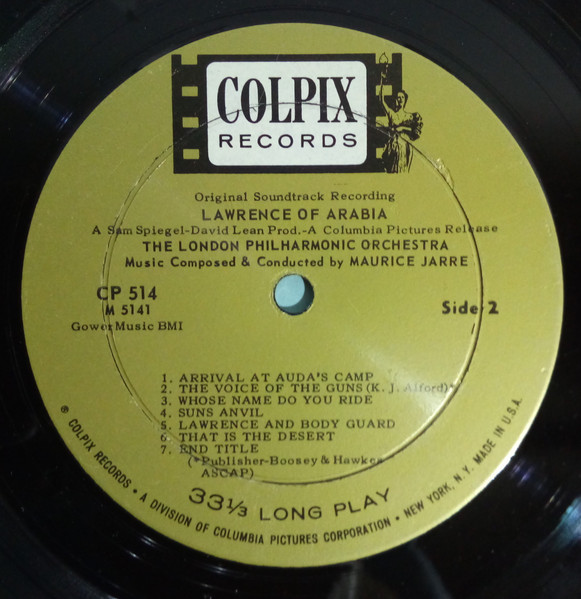 COLPIX
RECORDS
Original Soundtrack Recording
LAWRENCE OF ARABIA
A Sam Spiegel-David Lean Prod.-A Columbia Pictures Release
THE LONDON PHILHARMONIC ORCHESTRA
Music Composed & Conducted by MAURICE JARRE
CP 514
M 5141
Gower Music BMI
Side 2
1. ARRIVAL AT AUDA'S CAMP
2. THE VOICE OF THE GUNS (K. J. Alford)*
3. WHOSE NAME DO YOU RIDE
4. SUNS ANVIL
5. LAWRENCE AND BODY GUARD
6. THAT IS THE DESERT
7. END TITLE
(*Publisher-Boosey & Hawkes
ASCAP)
33⅓ LONG PLAY
® COLPIX RECORDS • A DIVISION OF COLUMBIA PICTURES CORPORATION • NEW YORK, N.Y. MADE IN U.S.A.